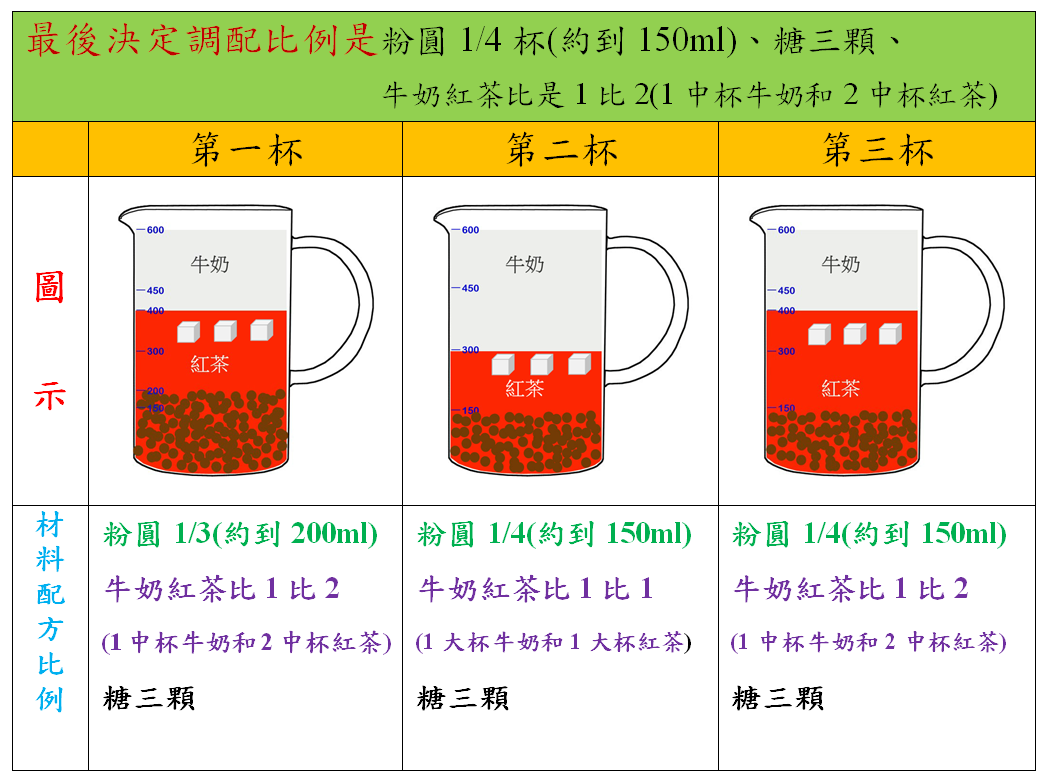 最後決定調配比例是粉圓 1/4 杯(約到 150ml)、糖三顆、
牛奶紅茶比是 1 比 2(1 中杯牛奶和 2 中杯紅茶)
第一杯
第二杯
第三杯
圖示
600
牛奶
450
400
300
紅茶
200
150
600
牛奶
450
300
紅茶
150
600
牛奶
450
400
300
紅茶
150
材料配方比例
粉圓 1/3(約到 200ml)
牛奶紅茶比 1 比 2
(1 中杯牛奶和 2 中杯紅茶)
糖三顆
粉圓 1/4(約到 150ml)
牛奶紅茶比 1 比 1
(1 大杯牛奶和 1 大杯紅茶)
糖三顆
粉圓 1/4(約到 150ml)
牛奶紅茶比 1 比 2
(1 中杯牛奶和 2 中杯紅茶)
糖三顆